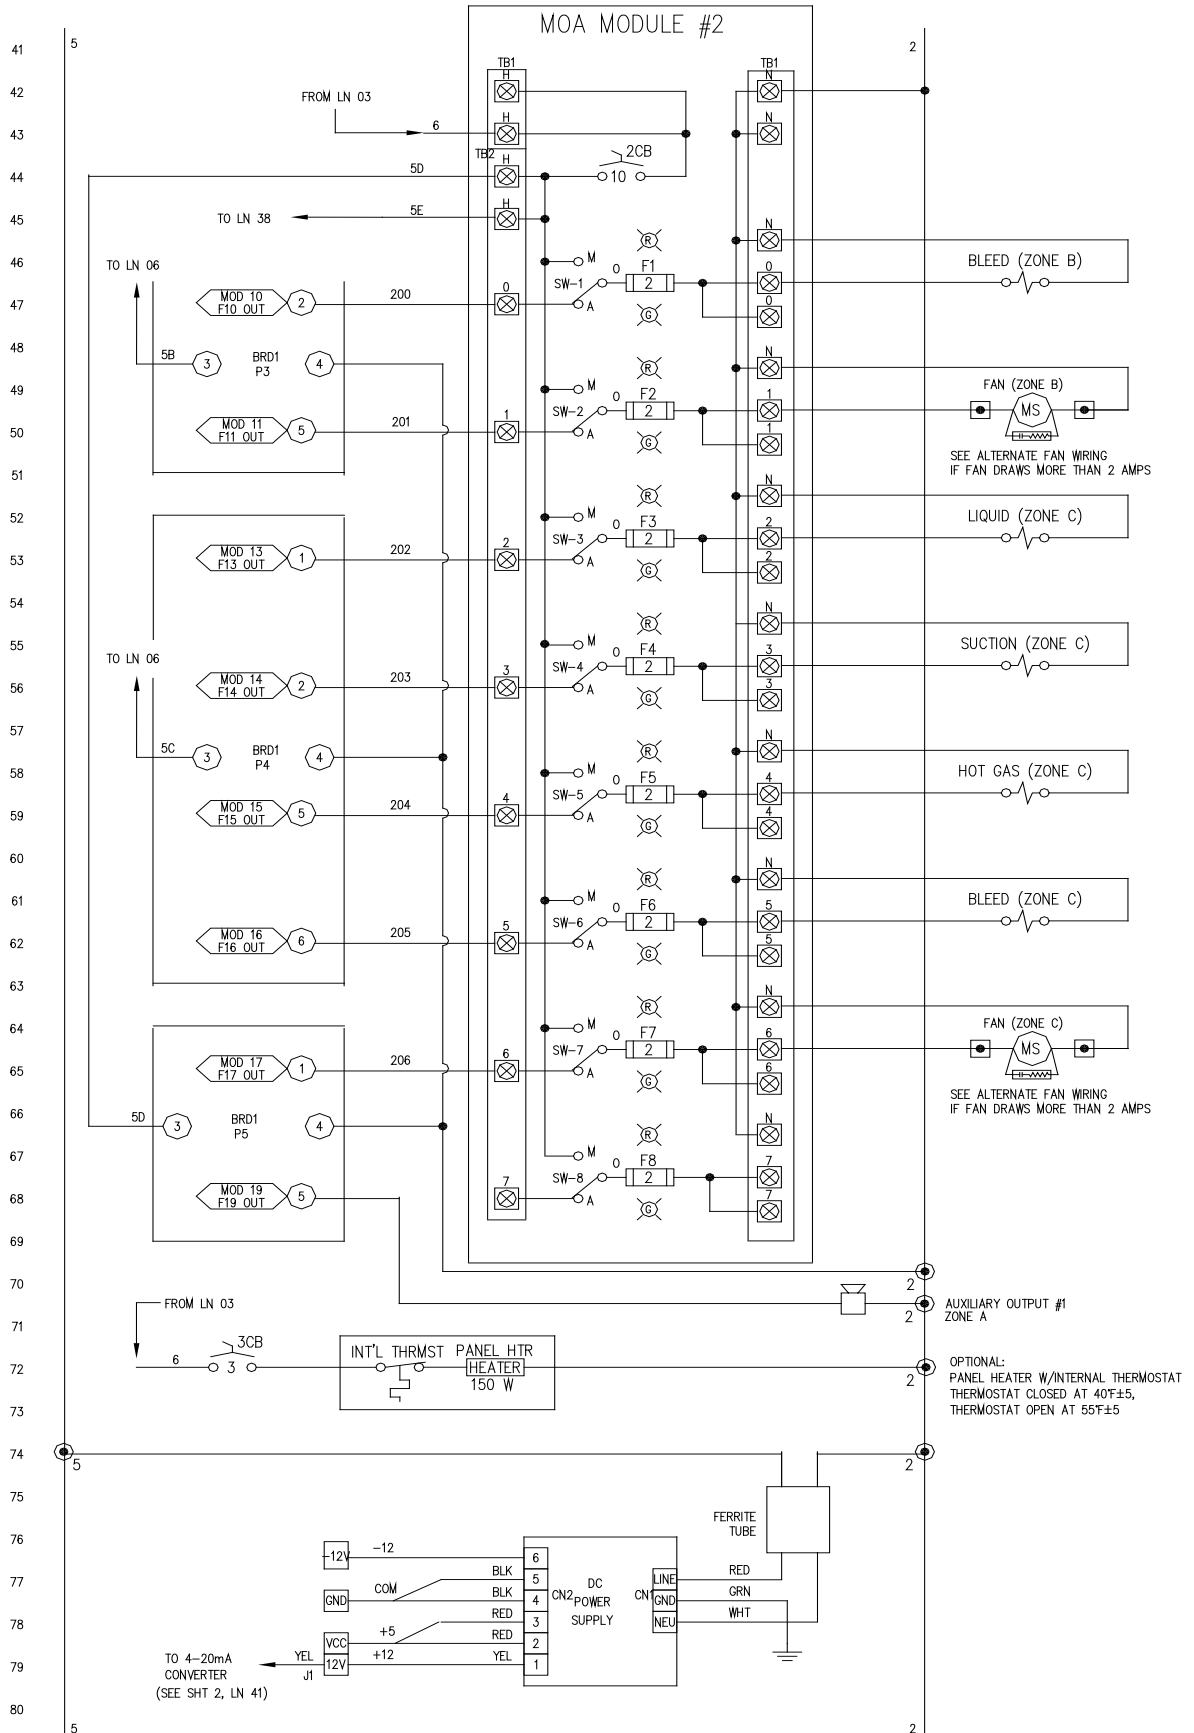 MOA MODULE #2
41 5 2
TB1 TB1
H N
42
FROM LN 03
43 6 H N
TB2 2CB
44 5D H 10
45 TO LN 38 5E H N
R
46 TO LN 06 M BLEED (ZONE B)
SW-1 0 F1 2 0
47 MOD 10 F10 OUT 2 200 0 A G 0
48 5B 3 BRD1 P3 4 R N
49 M FAN (ZONE B)
SW-2 0 F2 2 1 MS
50 MOD 11 F11 OUT 5 201 1 A G 1
SEE ALTERNATE FAN WIRING
51 IF FAN DRAWS MORE THAN 2 AMPS
R N
52 M LIQUID (ZONE C)
SW-3 0 F3 2 2
53 MOD 13 F13 OUT 1 202 2 A G 2
54
R N
55 TO LN 06 M SUCTION (ZONE C)
SW-4 0 F4 2 3
56 MOD 14 F14 OUT 2 203 3 A G 3
57
5C 3 BRD1 P4 4 R N
58 M HOT GAS (ZONE C)
SW-5 0 F5 2 4
59 MOD 15 F15 OUT 5 204 4 A G 4
60
R N
61 M BLEED (ZONE C)
SW-6 0 F6 2 5
62 MOD 16 F16 OUT 6 205 5 A G 5
63
R N
64 M FAN (ZONE C)
SW-7 0 F7 2 6 MS
65 MOD 17 F17 OUT 1 206 6 A G 6
SEE ALTERNATE FAN WIRING
66 IF FAN DRAWS MORE THAN 2 AMPS
5D 3 BRD1 P5 4 R N
67 M
SW-8 0 F8 2 7
68 MOD 19 F19 OUT 5 7 A G 7
69
70 2
FROM LN 03 2 AUXILIARY OUTPUT #1
ZONE A
71
3CB
INT'L THRMST PANEL HTR
72 6 3 HEATER 2
150 W
OPTIONAL:
PANEL HEATER W/INTERNAL THERMOSTAT
THERMOSTAT CLOSED AT 40°F±5,
THERMOSTAT OPEN AT 55°F±5
73
74 5 2
75
FERRITE
TUBE
76
-12V -12 6
77 BLK 5 LINE RED
GND COM BLK 4 GND GRN
CN2 DC POWER SUPPLY CN1
78 RED 3 NEU WHT
VCC +5 RED 2
79 YEL 12V +12 YEL 1
J1
TO 4-20mA
CONVERTER
(SEE SHT 2, LN 41)
80
5 2